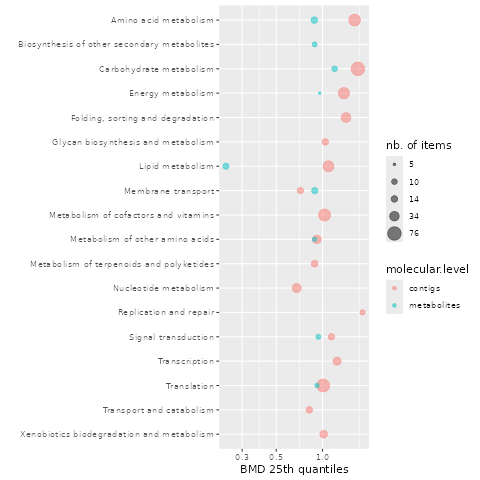 Amino acid metabolism
Biosynthesis of other secondary metabolites
Carbohydrate metabolism
Energy metabolism
Folding, sorting and degradation
Glycan biosynthesis and metabolism
Lipid metabolism
Membrane transport
Metabolism of cofactors and vitamins
Metabolism of other amino acids
Metabolism of terpenoids and polyketides
Nucleotide metabolism
Replication and repair
Signal transduction
Transcription
Translation
Transport and catabolism
Xenobiotics biodegradation and metabolism
0.3 0.5 1.0
BMD 25th quantiles
nb. of items
5
10
14
34
76
molecular.level
contigs
metabolites